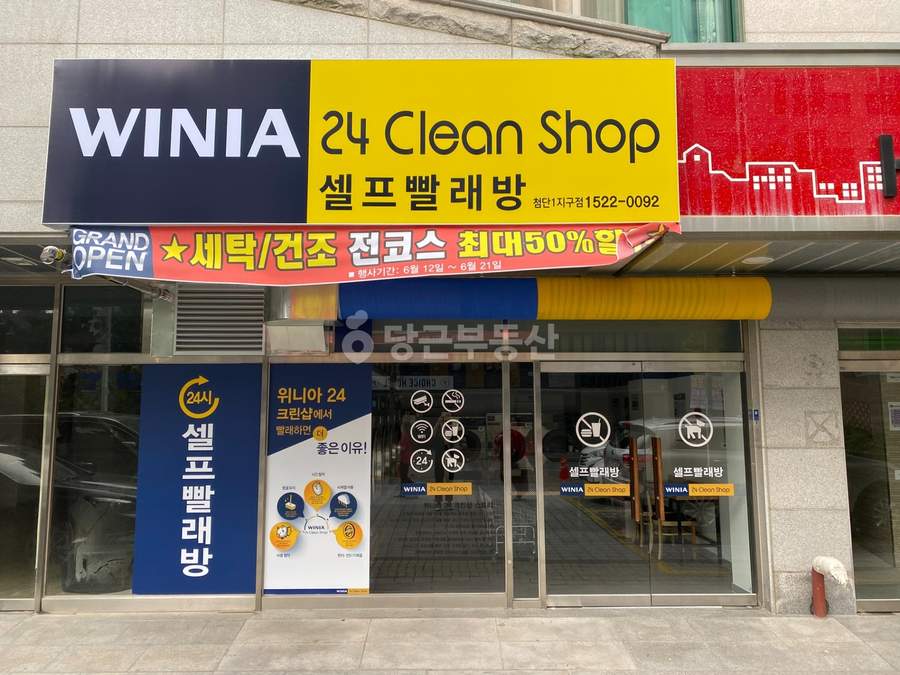 WINIA
24 Clean Shop
셀프빨래방 첨단1지구점 1522-0092
GRAND OPEN
★세탁/건조 전코스 최대50%할
■ 행사기간: 6월 12일 ~ 6월 21일
당근부동산
24시 셀프빨래방
위니아 24
크린샵에서
빨래하면 더
좋은 이유!
WINIA
24 Clean Shop
24
WINIA 24 Clean Shop
셀프빨래방
WINIA 24 Clean Shop
셀프빨래방
WINIA 24 Clean Shop